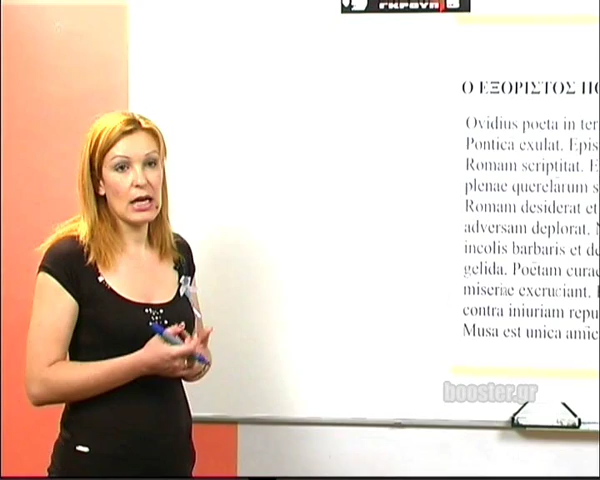 Ο ΕΞΟΡΙΣΤΟΣ ΠΟ
Ovidius poeta in ter
Pontica exulat. Epis
Romam scriptitat. E
plenae querelarum s
Romam desiderat et
adversam deplorat. N
incolis barbaris et de
gelida. Poëtam curae
miseriae excruciant. 
contra iniuriam repu
Musa est unica amic
booster.gr